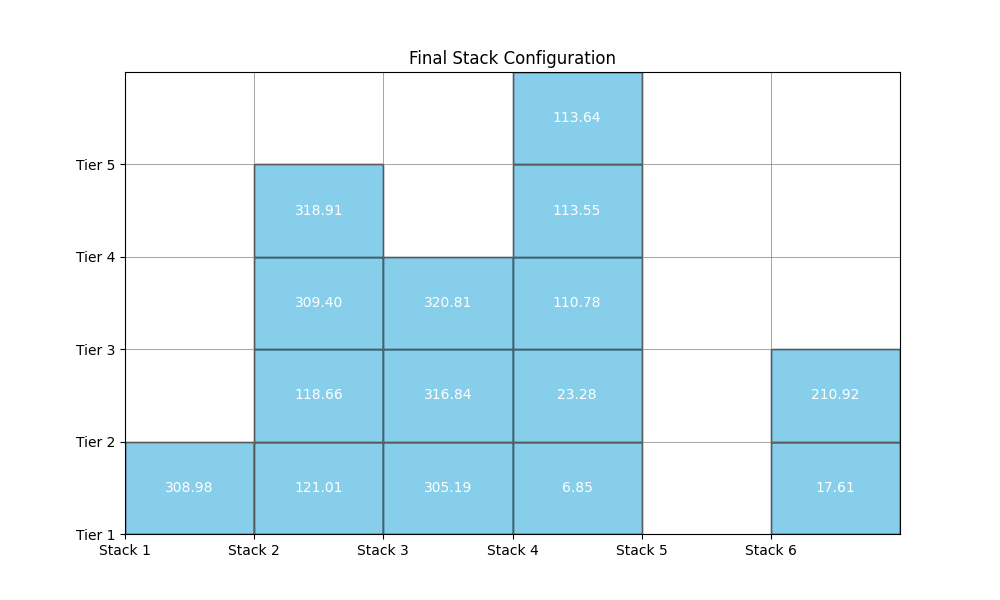 Final Stack Configuration
113.64
Tier 5
318.91 113.55
Tier 4
309.40 320.81 110.78
Tier 3
118.66 316.84 23.28 210.92
Tier 2
308.98 121.01 305.19 6.85 17.61
Tier 1
Stack 1 Stack 2 Stack 3 Stack 4 Stack 5 Stack 6